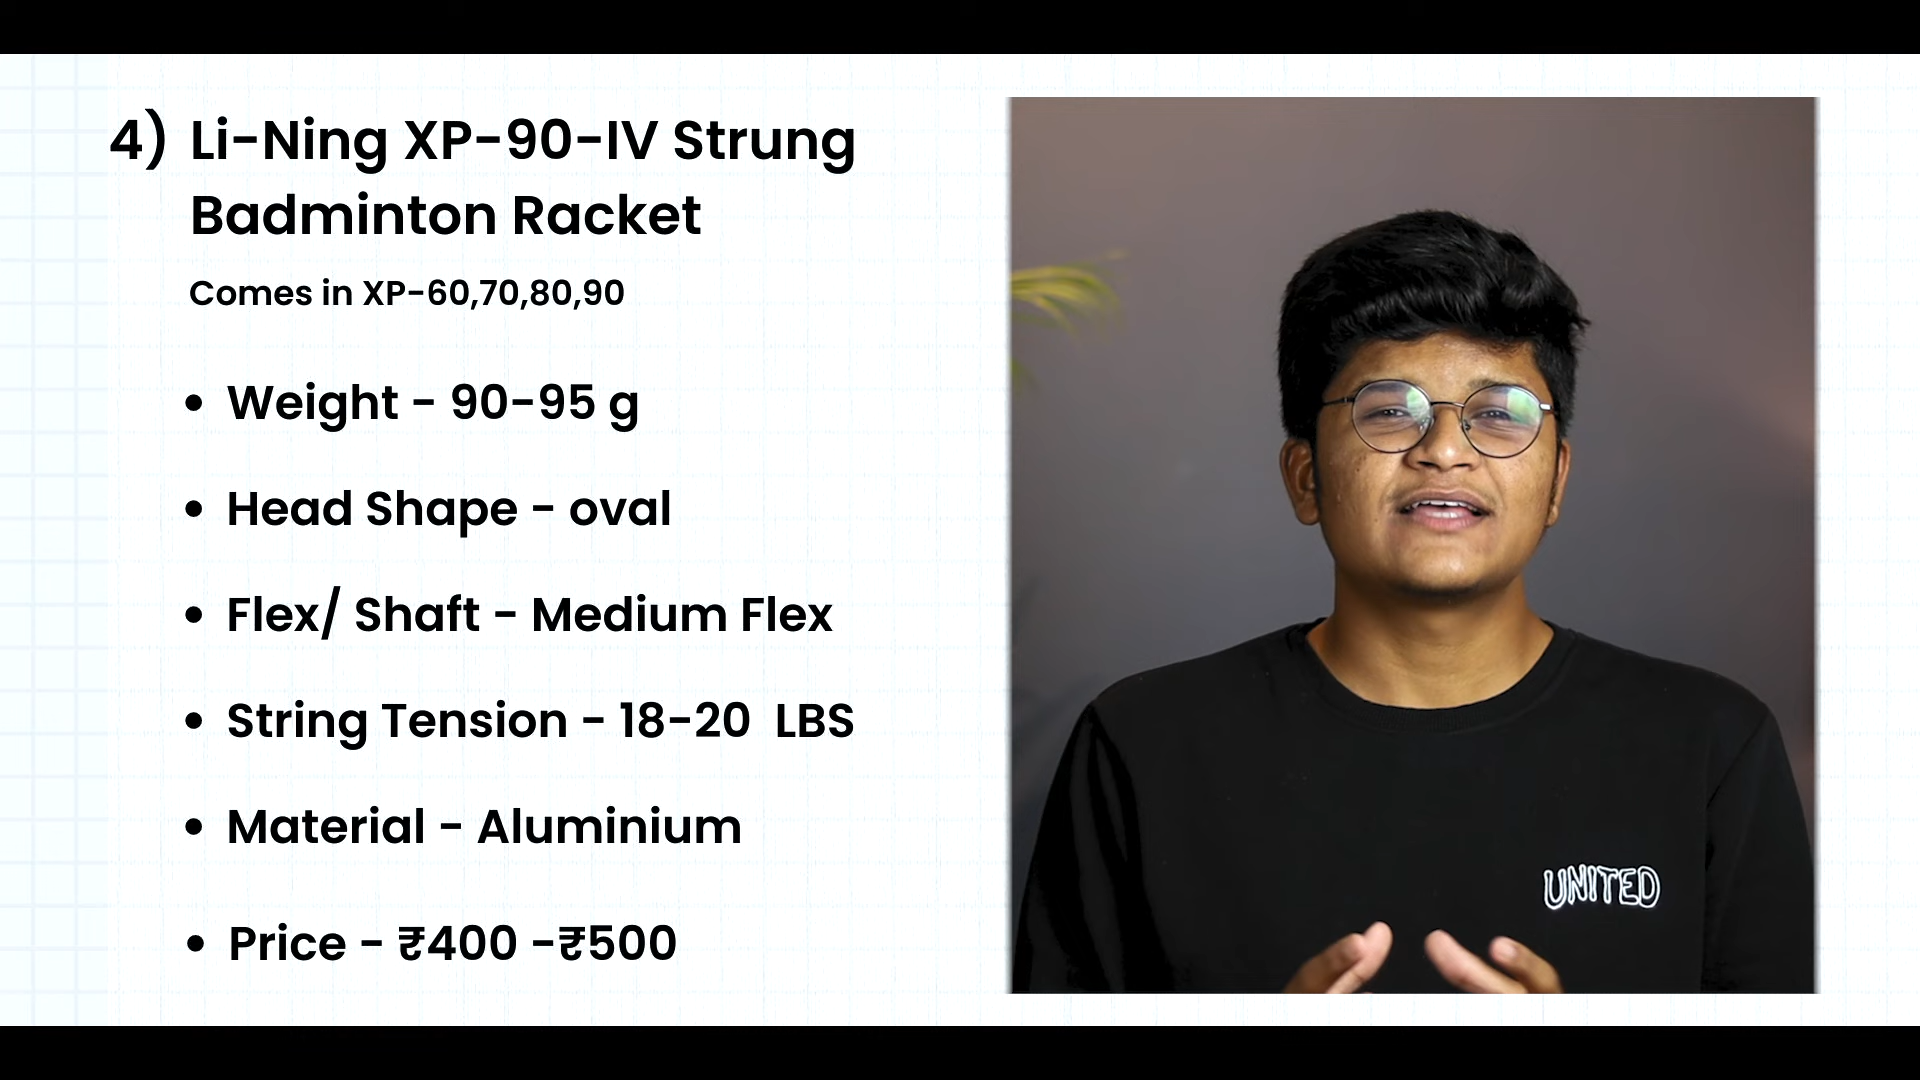 4) Li-Ning XP-90-IV Strung
Badminton Racket
Comes in XP-60,70,80,90
• Weight - 90-95 g
• Head Shape - oval
• Flex/ Shaft - Medium Flex
• String Tension - 18-20 LBS
• Material - Aluminium
• Price - ₹400 -₹500
UNITED